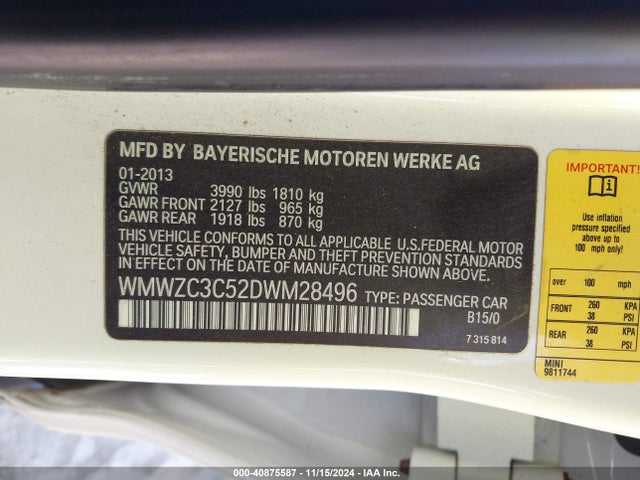 MFD BY BAYERISCHE MOTOREN WERKE AG
01-2013
GVWR 3990 lbs 1810 kg
GAWR FRONT 2127 lbs 965 kg
GAWR REAR 1918 lbs 870 kg
THIS VEHICLE CONFORMS TO ALL APPLICABLE U.S.FEDERAL MOTOR
VEHICLE SAFETY, BUMPER AND THEFT PREVENTION STANDARDS
IN EFFECT ON THE DATE OF MANUFACTURE SHOWN ABOVE.
WMWZC3C52DWM28496 TYPE: PASSENGER CAR
B15/0
7 315 814
IMPORTANT!
Use inflation
pressure specified
above up to
100 mph only!
over 100 mph
FRONT 260 KPA
38 PSI
REAR 260 KPA
38 PSI
MINI
9811744
000-40875587 - 11/15/2024 - IAA Inc.